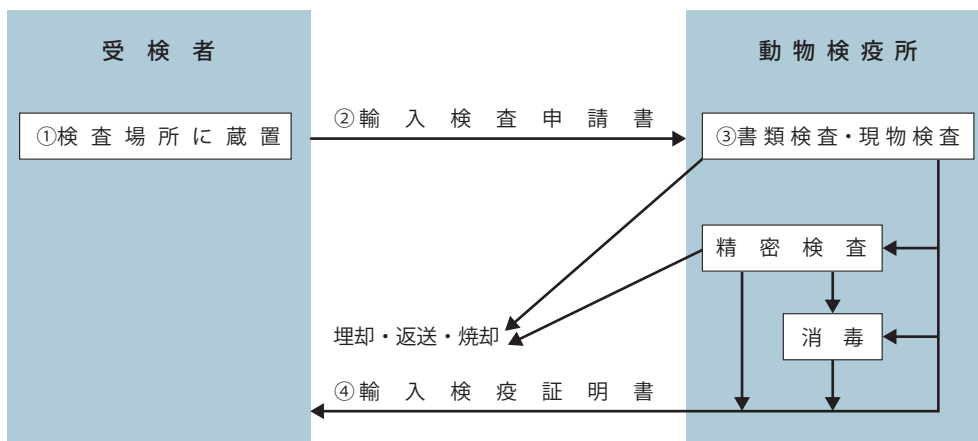 受検者
動物検疫所
①検査場所に蔵置
②輸入検査申請書
③書類検査・現物検査
精密検査
埋却・返送・焼却
消毒
④輸入検疫証明書